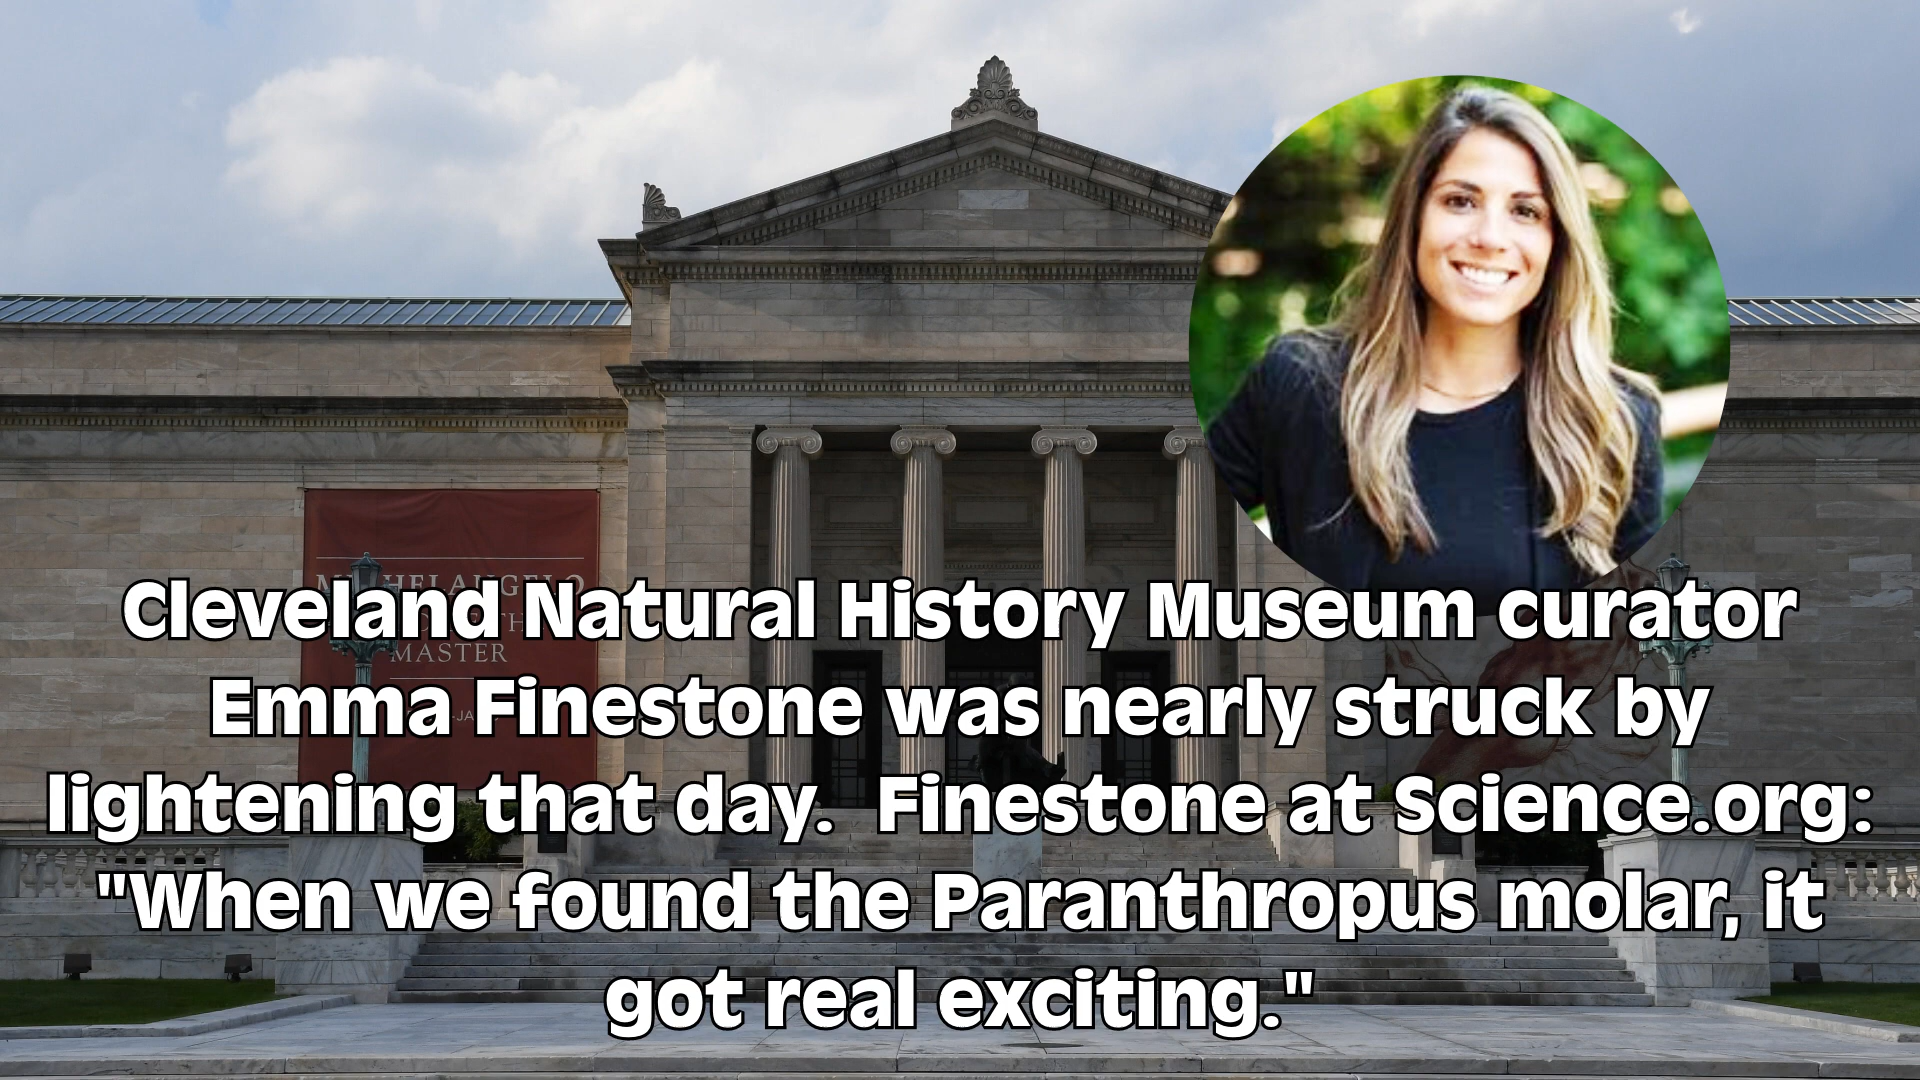 MASTER
Cleveland Natural History Museum curator
Emma Finestone was nearly struck by
lightening that day. Finestone at Science.org:
"When we found the Paranthropus molar, it
got real exciting."